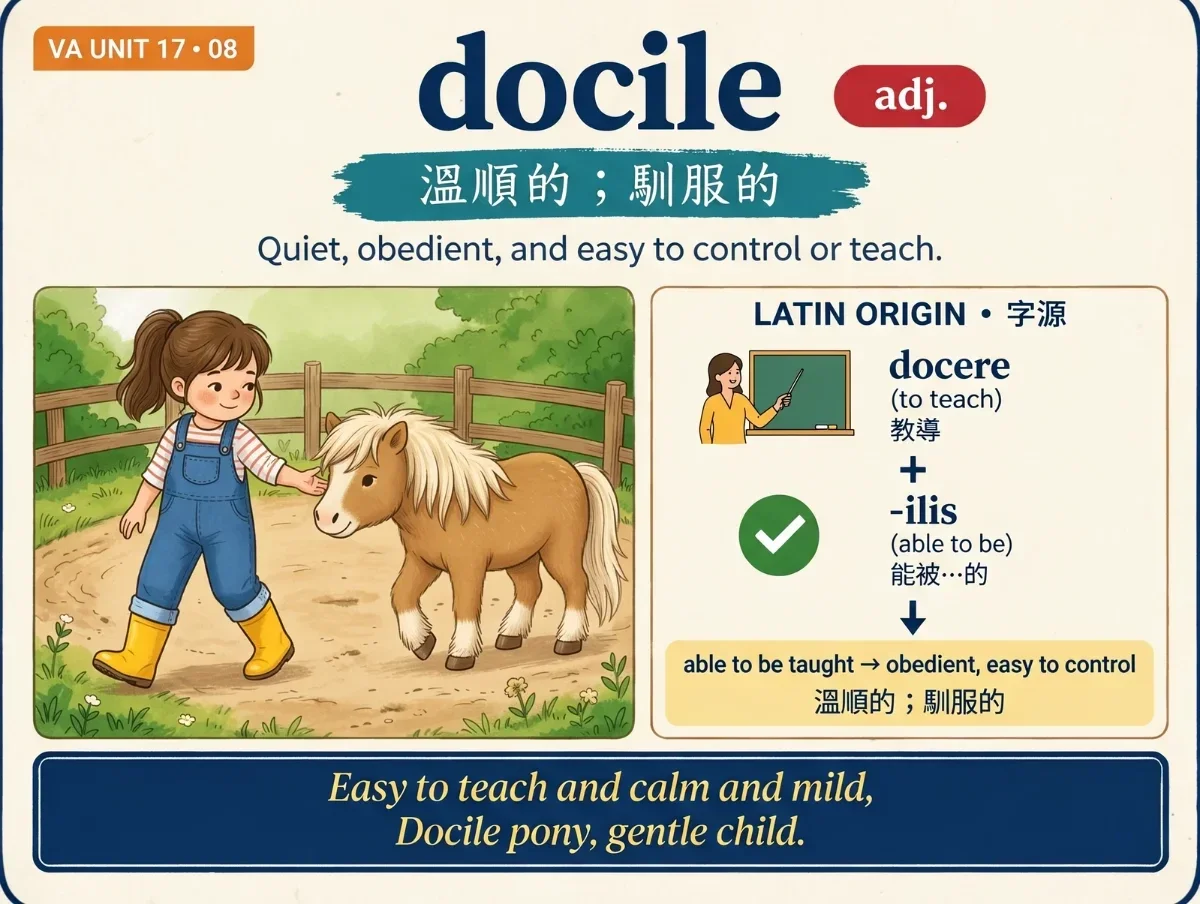 VA UNIT 17 • 08
docile
adj.
溫順的；馴服的
Quiet, obedient, and easy to control or teach.
LATIN ORIGIN • 字源
docere
(to teach)
教導
+
-ilis
(able to be)
能被…的
able to be taught → obedient, easy to control
溫順的；馴服的
Easy to teach and calm and mild,
Docile pony, gentle child.